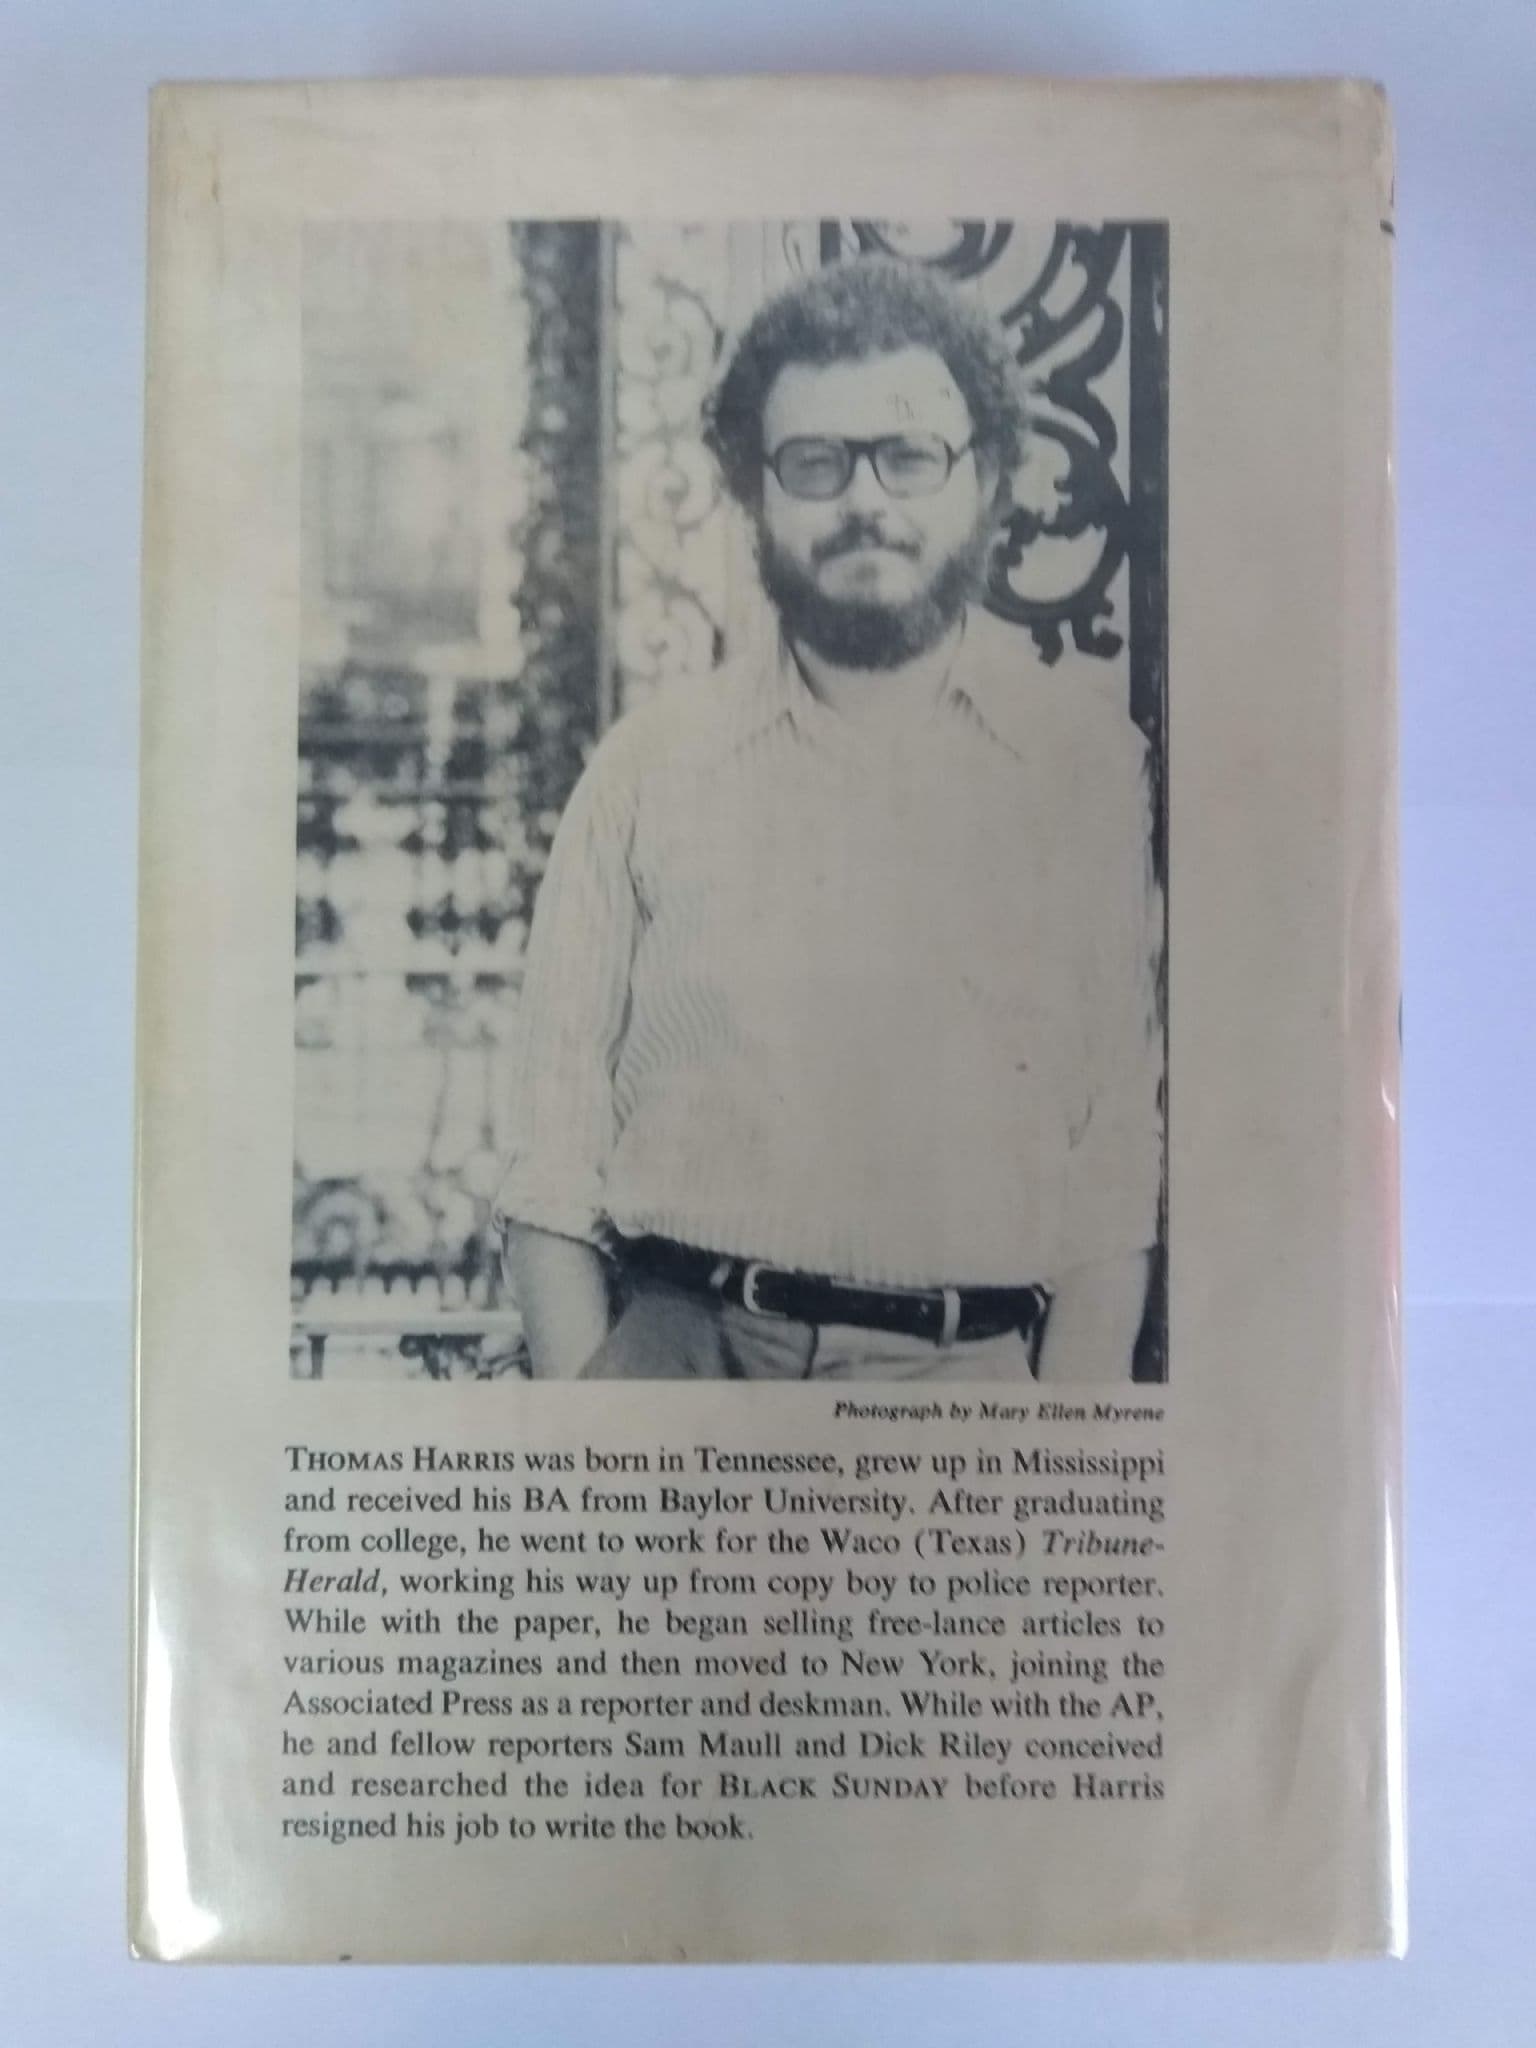 Photograph by Mary Ellen Myrene
THOMAS HARRIS was born in Tennessee, grew up in Mississippi
and received his BA from Baylor University. After graduating
from college, he went to work for the Waco (Texas) Tribune-
Herald, working his way up from copy boy to police reporter.
While with the paper, he began selling free-lance articles to
various magazines and then moved to New York, joining the
Associated Press as a reporter and deskman. While with the AP,
he and fellow reporters Sam Maull and Dick Riley conceived
and researched the idea for BLACK SUNDAY before Harris
resigned his job to write the book.